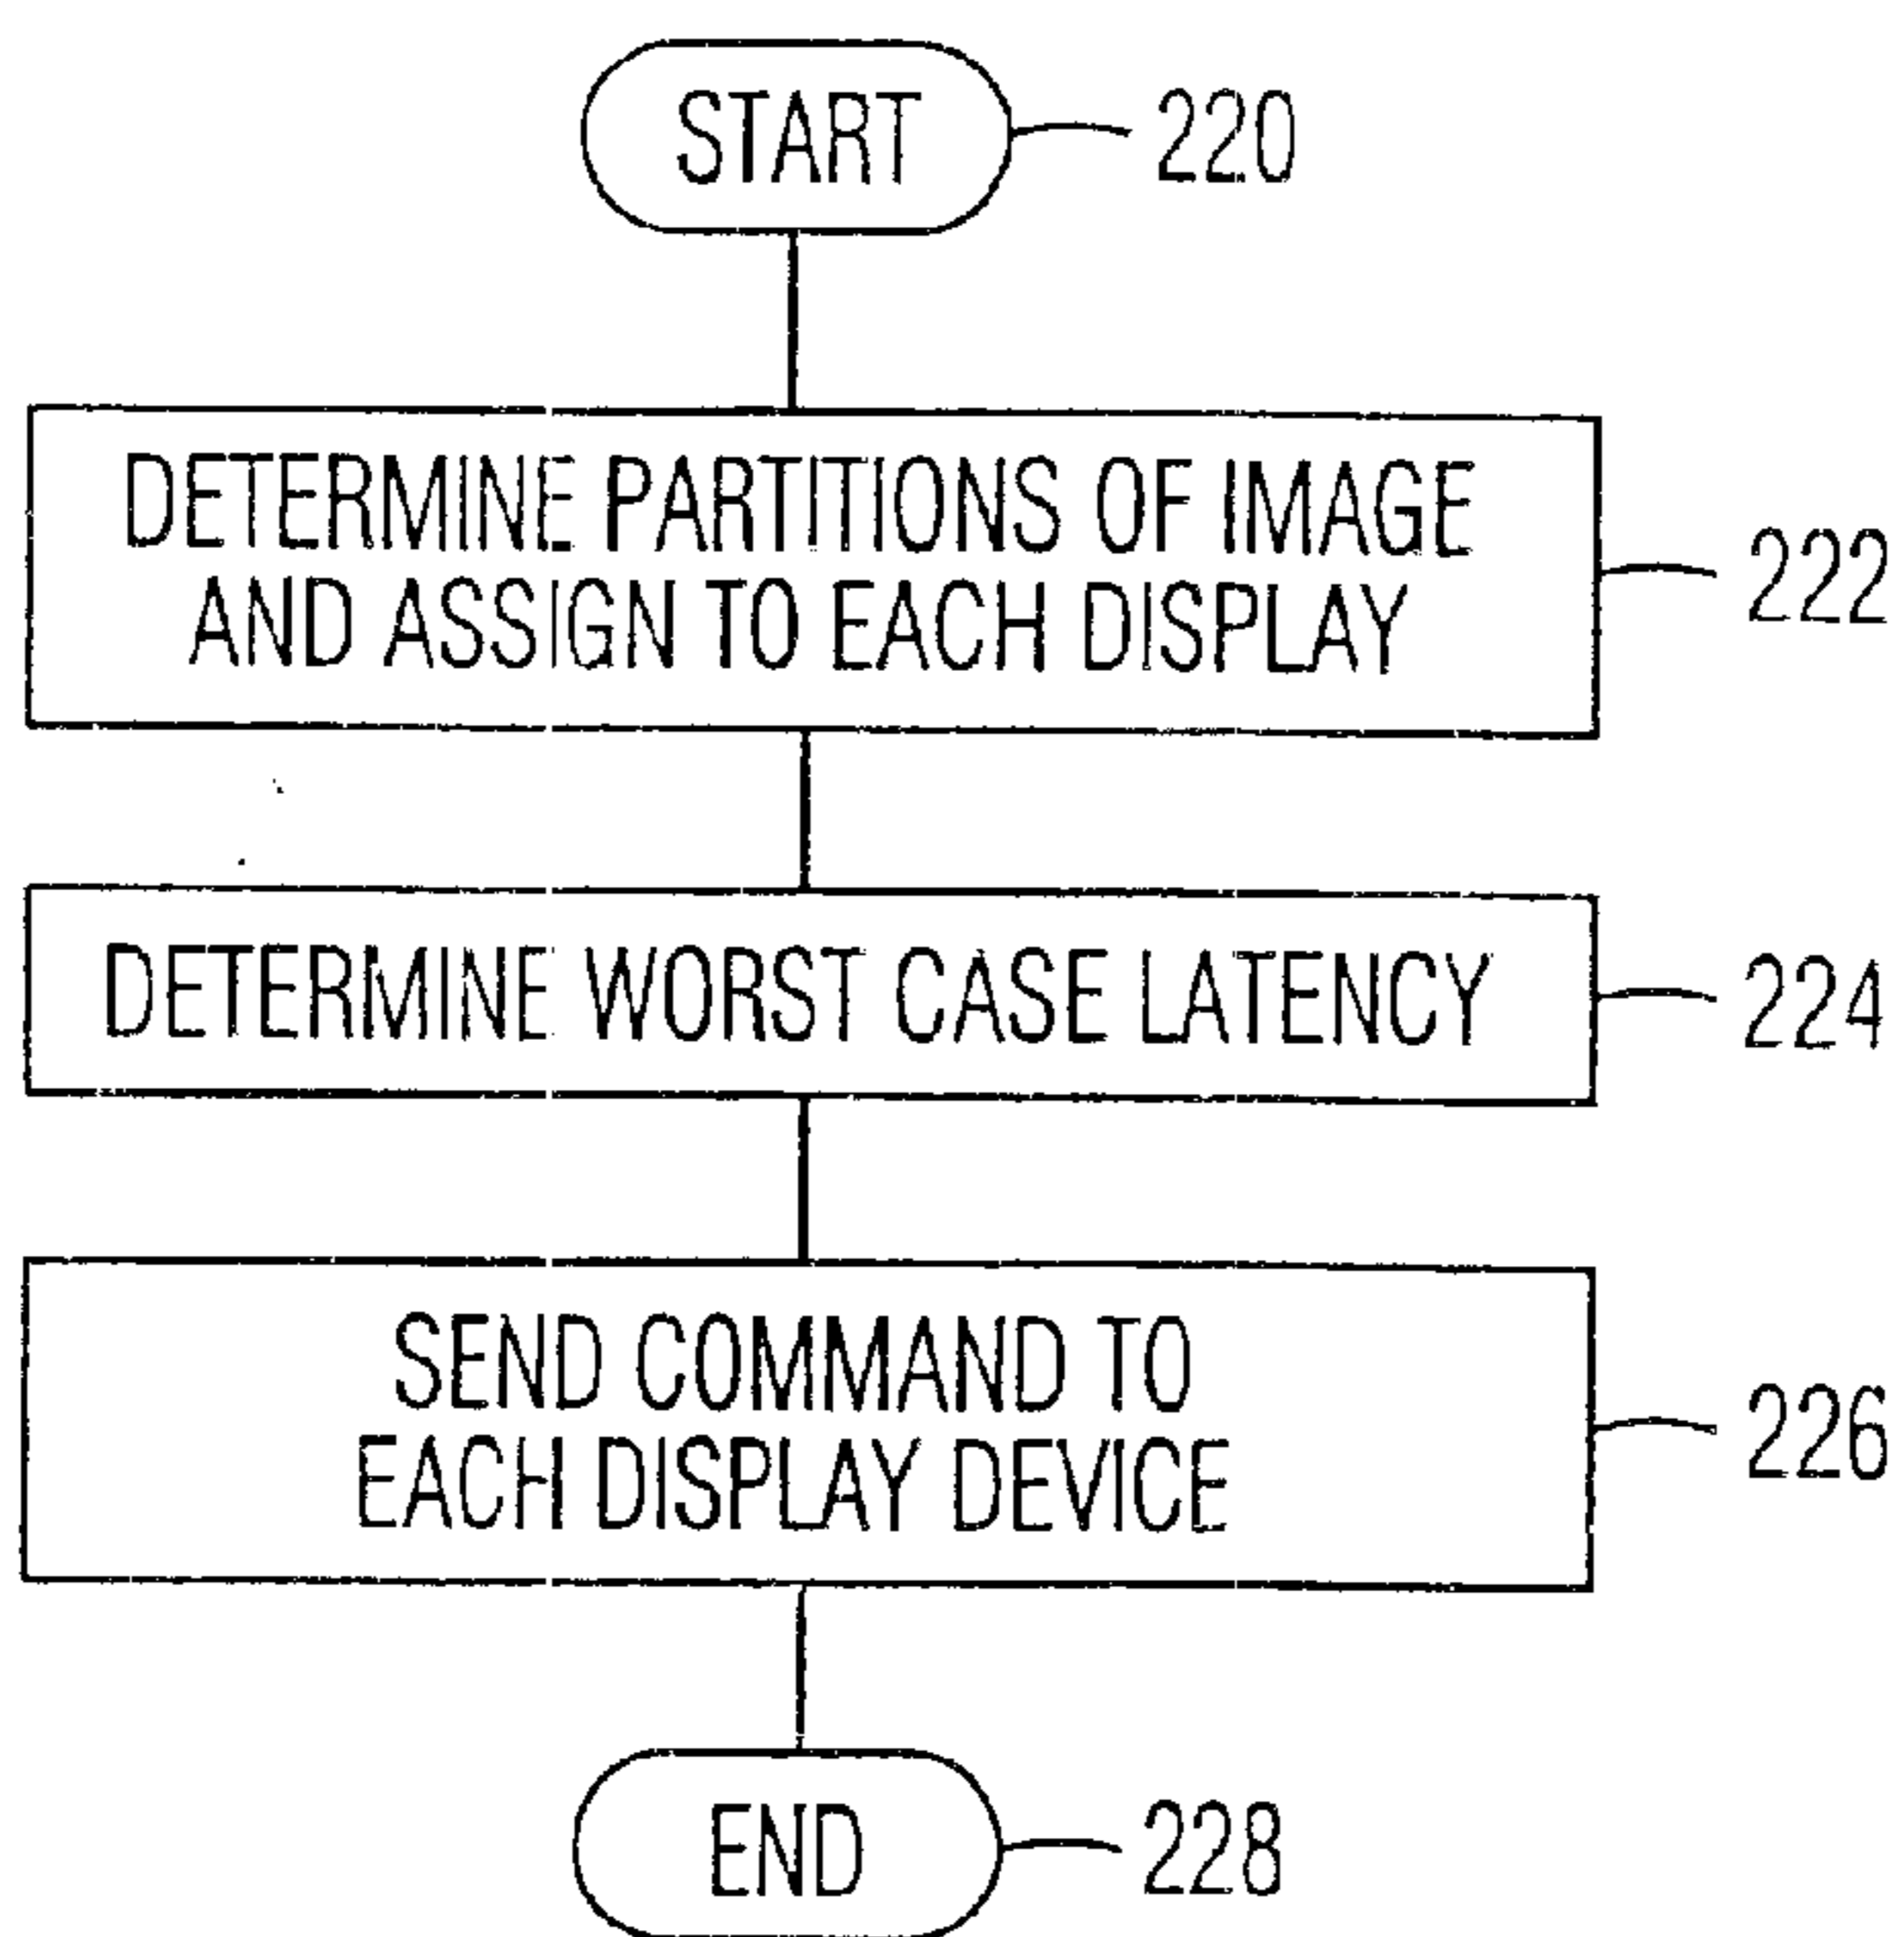 START
220
DETERMINE PARTITIONS OF IMAGE
AND ASSIGN TO EACH DISPLAY
222
DETERMINE WORST CASE LATENCY
224
SEND COMMAND TO
EACH DISPLAY DEVICE
226
END
228